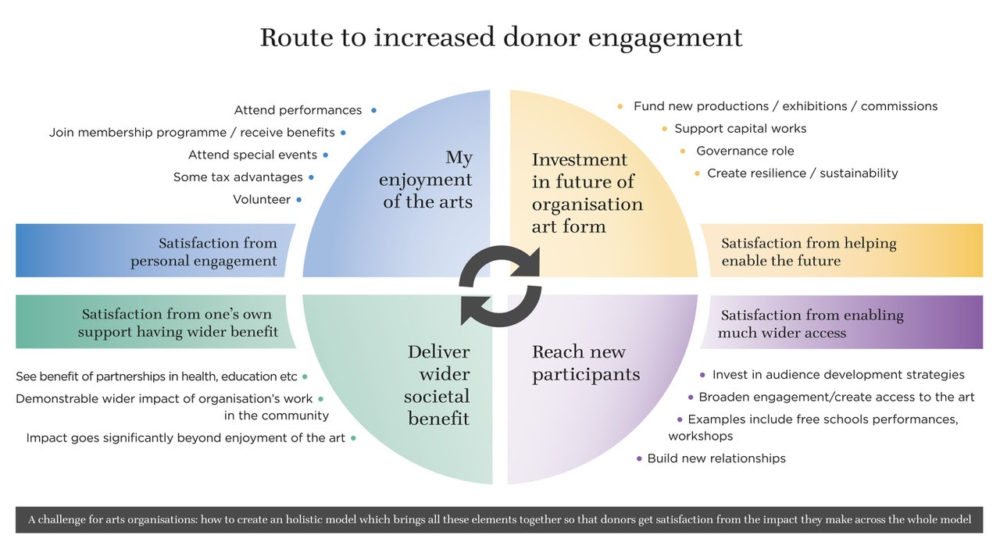 Route to increased donor engagement
Attend performances
Join membership programme / receive benefits
Attend special events
Some tax advantages
Volunteer
My
enjoyment
of the arts
Satisfaction from
personal engagement
Fund new productions / exhibitions / commissions
Support capital works
Governance role
Create resilience / sustainability
Investment
in future of
organisation
art form
Satisfaction from helping
enable the future
Satisfaction from one’s own
support having wider benefit
Deliver
wider
societal
benefit
See benefit of partnerships in health, education etc
Demonstrable wider impact of organisation’s work
in the community
Impact goes significantly beyond enjoyment of the art
Satisfaction from enabling
much wider access
Reach new
participants
Invest in audience development strategies
Broaden engagement/create access to the art
Examples include free schools performances,
workshops
Build new relationships
A challenge for arts organisations: how to create an holistic model which brings all these elements together so that donors get satisfaction from the impact they make across the whole model